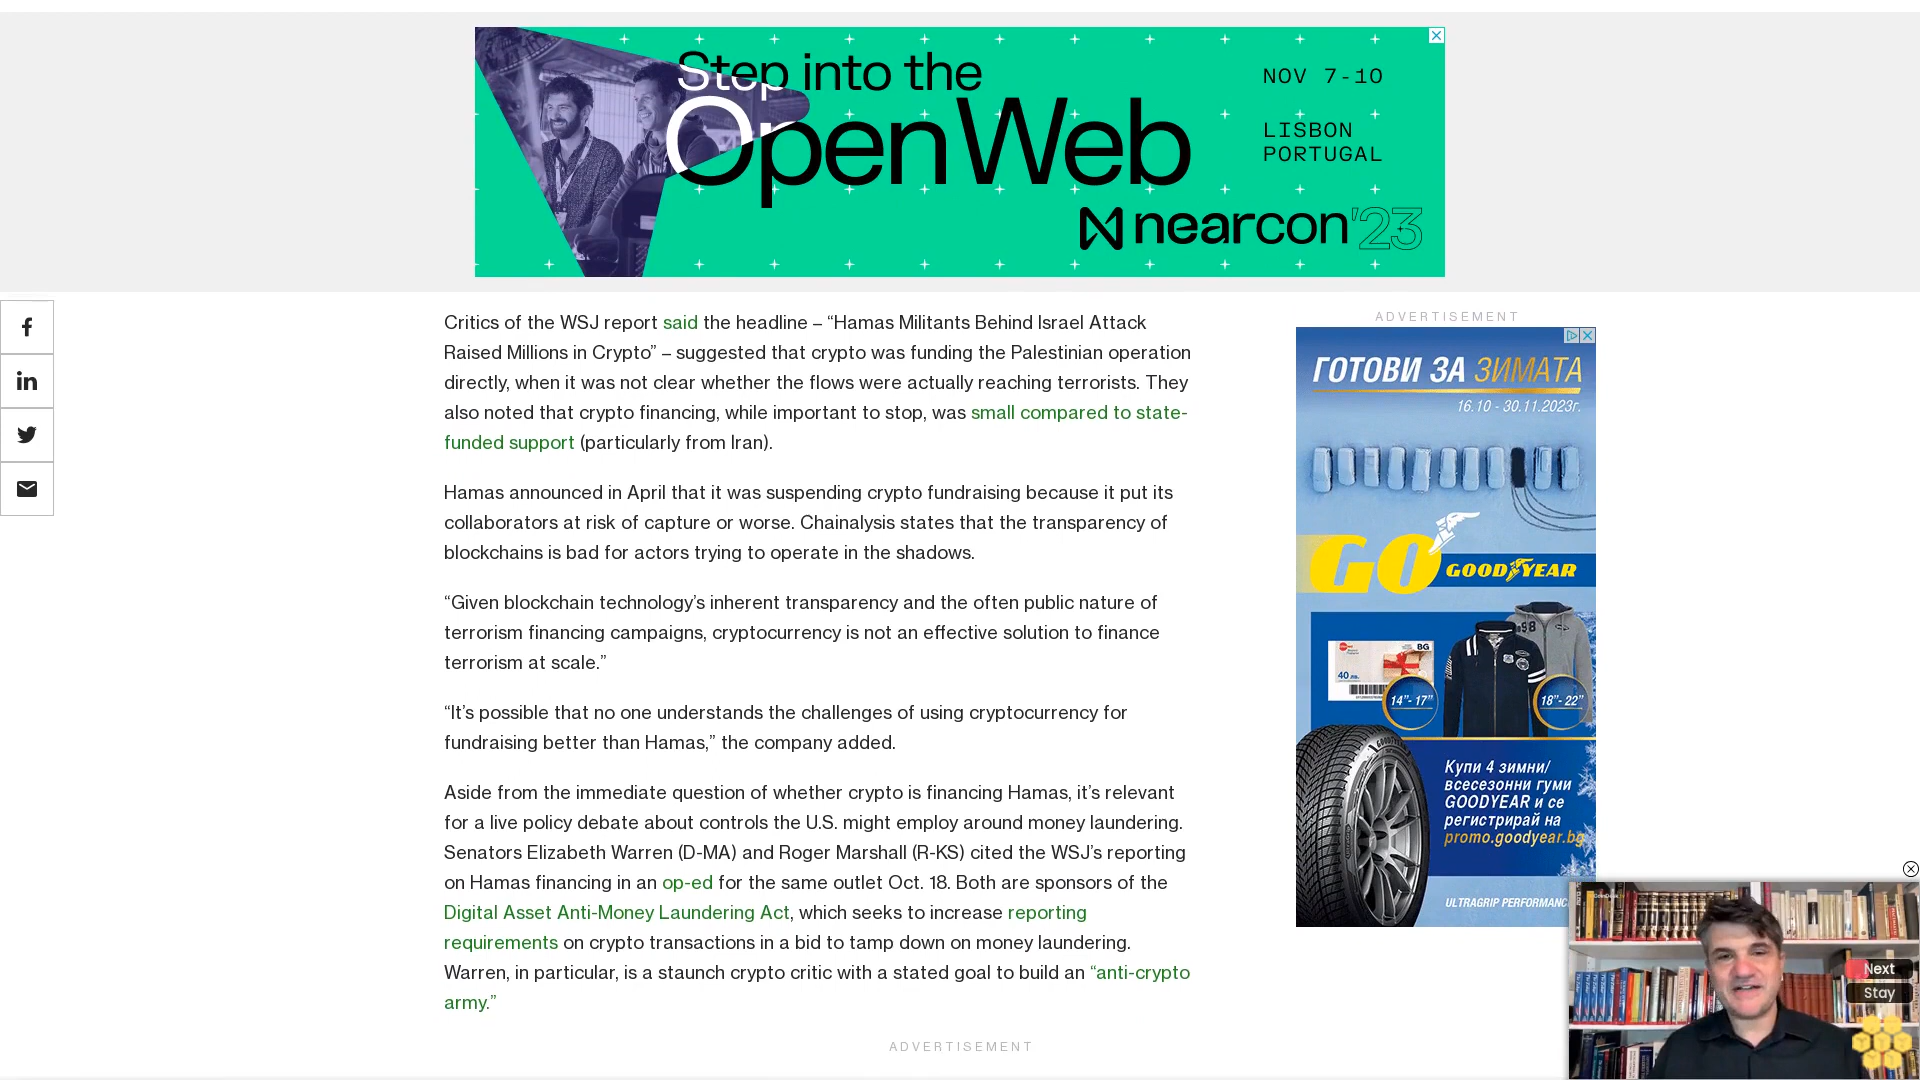 Step into the
Open Web
NOV 7-10
LISBON
PORTUGAL
nearcon'23
Critics of the WSJ report said the headline – “Hamas Militants Behind Israel Attack
Raised Millions in Crypto” – suggested that crypto was funding the Palestinian operation
directly, when it was not clear whether the flows were actually reaching terrorists. They
also noted that crypto financing, while important to stop, was small compared to state-
funded support (particularly from Iran).
Hamas announced in April that it was suspending crypto fundraising because it put its
collaborators at risk of capture or worse. Chainalysis states that the transparency of
blockchains is bad for actors trying to operate in the shadows.
“Given blockchain technology’s inherent transparency and the often public nature of
terrorism financing campaigns, cryptocurrency is not an effective solution to finance
terrorism at scale.”
“It’s possible that no one understands the challenges of using cryptocurrency for
fundraising better than Hamas,” the company added.
Aside from the immediate question of whether crypto is financing Hamas, it’s relevant
for a live policy debate about controls the U.S. might employ around money laundering.
Senators Elizabeth Warren (D-MA) and Roger Marshall (R-KS) cited the WSJ’s reporting
on Hamas financing in an op-ed for the same outlet Oct. 18. Both are sponsors of the
Digital Asset Anti-Money Laundering Act, which seeks to increase reporting
requirements on crypto transactions in a bid to tamp down on money laundering.
Warren, in particular, is a staunch crypto critic with a stated goal to build an “anti-crypto
army.”
ADVERTISEMENT
ADVERTISEMENT
ГОТОВИ ЗА ЗИМАТА
16.10 - 30.11.2023г.
GO GOODYEAR
98
BG
40 лв.
14”- 17”
18”- 22”
GOODYEAR
Купи 4 зимни/
всесезонни гуми
GOODYEAR и се
регистрирай на
promo.goodyear.bg
ULTRAGRIP PERFORMANC
Next
Stay